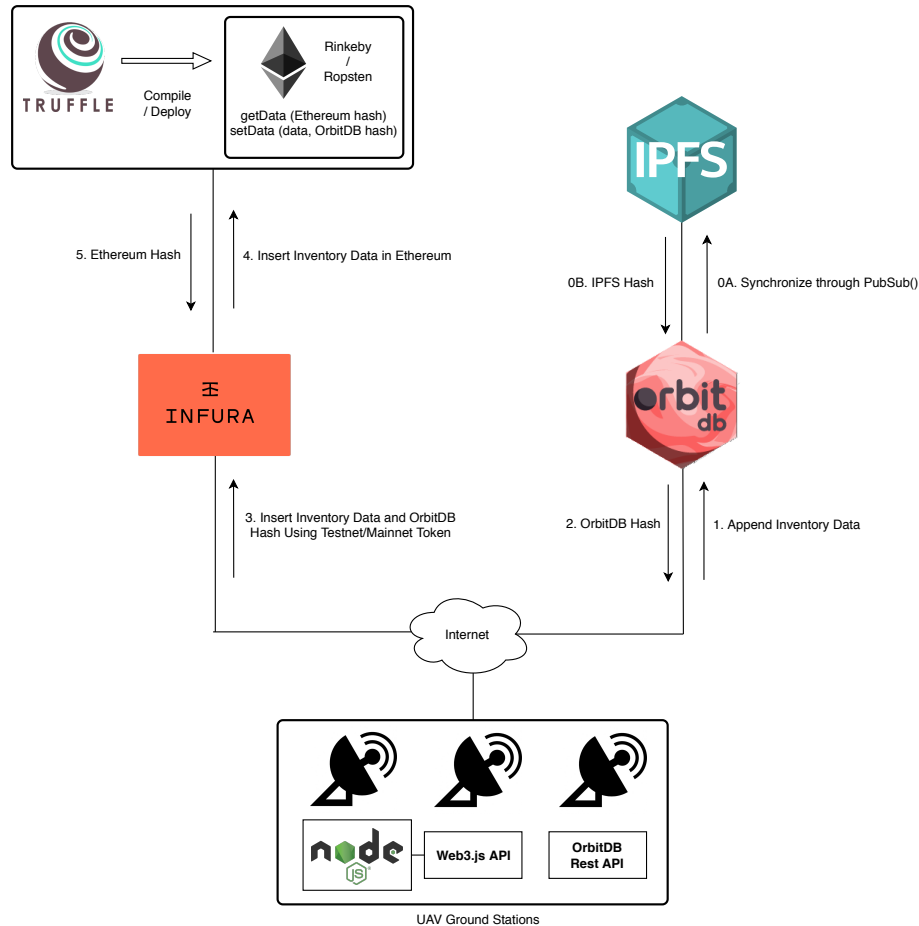 TRUFFLE
Compile
/ Deploy
Rinkeby
/
Ropsten
getData (Ethereum hash)
setData (data, OrbitDB hash)
IPFS
5. Ethereum Hash
4. Insert Inventory Data in Ethereum
0B. IPFS Hash
0A. Synchronize through PubSub()
INFURA
orbit
db
3. Insert Inventory Data and OrbitDB
Hash Using Testnet/Mainnet Token
2. OrbitDB Hash
1. Append Inventory Data
Internet
node
JS
Web3.js API
OrbitDB
Rest API
UAV Ground Stations